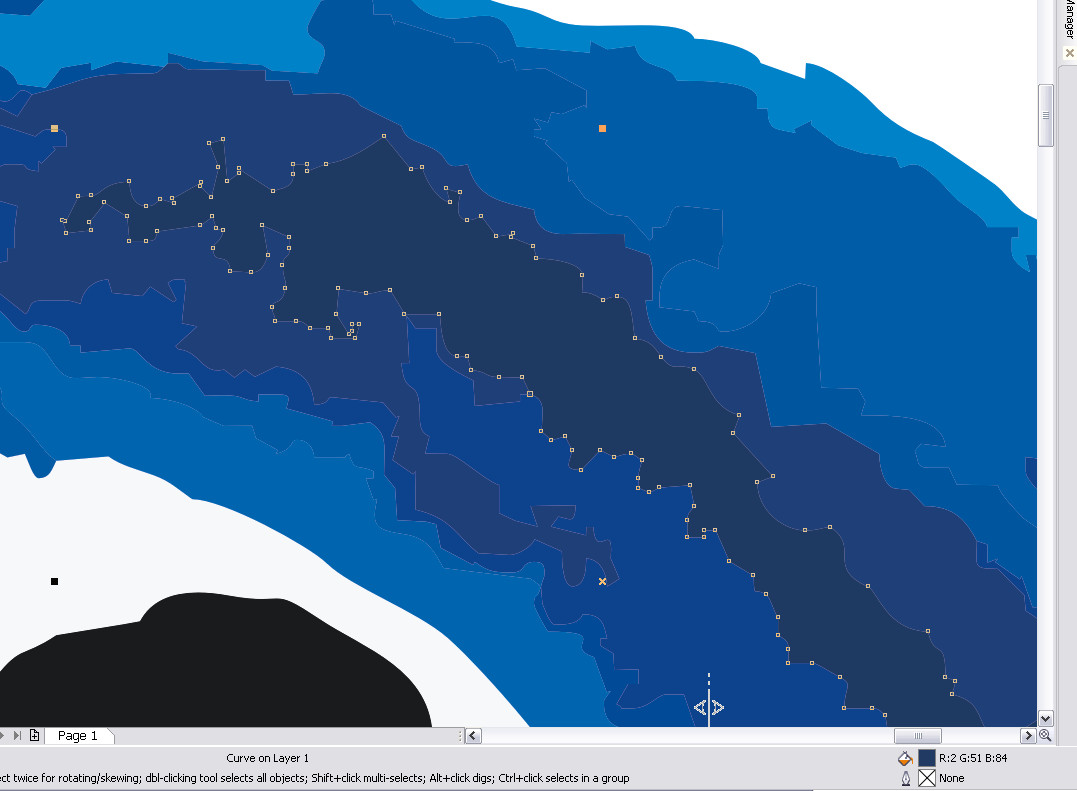 Manager
Page 1
Curve on Layer 1
R:2 G:51 B:84
ect twice for rotating/skewing; dbl-clicking tool selects all objects; Shift+click multi-selects; Alt+click digs; Ctrl+click selects in a group
None